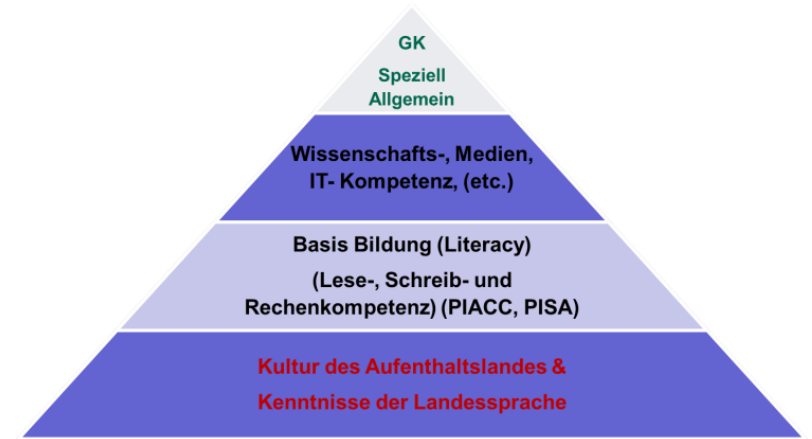 GK
Speziell
Allgemein
Wissenschafts-, Medien,
IT- Kompetenz, (etc.)
Basis Bildung (Literacy)
(Lese-, Schreib- und
Rechenkompetenz) (PIACC, PISA)
Kultur des Aufenthaltslandes &
Kenntnisse der Landessprache